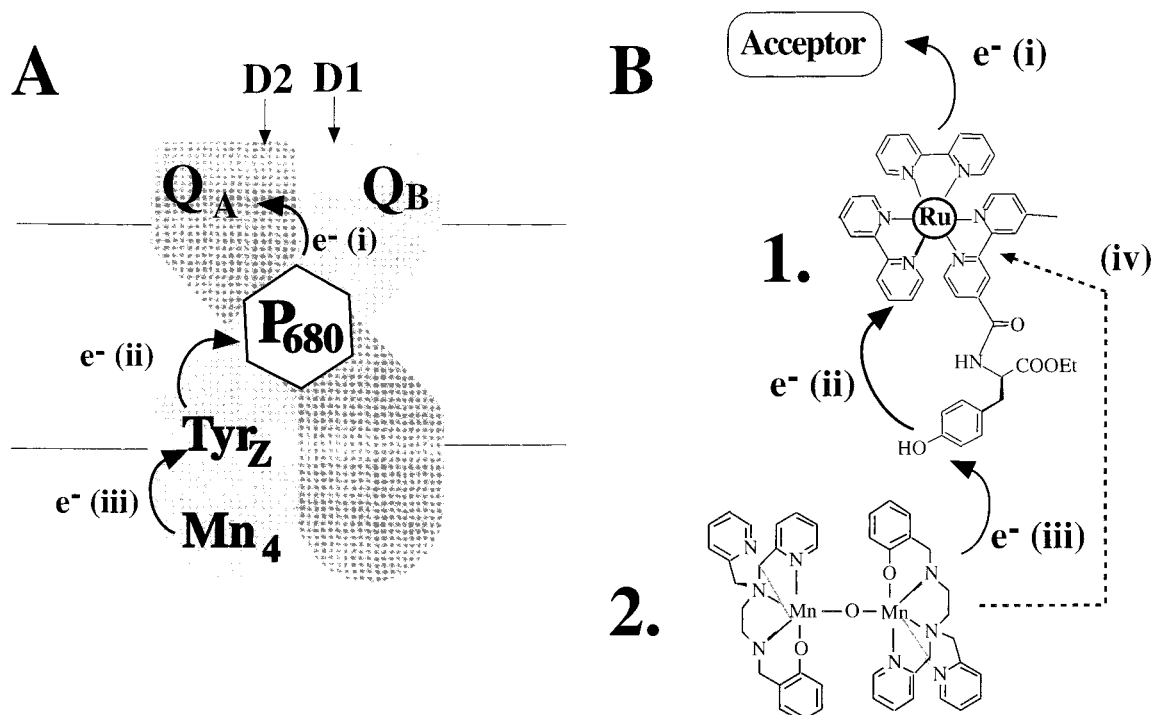 A
D2 D1
Q A
QB
e- (i)
P680
e- (ii)
TyrZ
e- (iii)
Mn4
B
Acceptor
e- (i)
N N
N Ru N
N N
1.
(iv)
O
HN COOEt
e- (ii)
HO
e- (iii)
N N
O N
N
Mn O Mn
2.
N O
N
N N